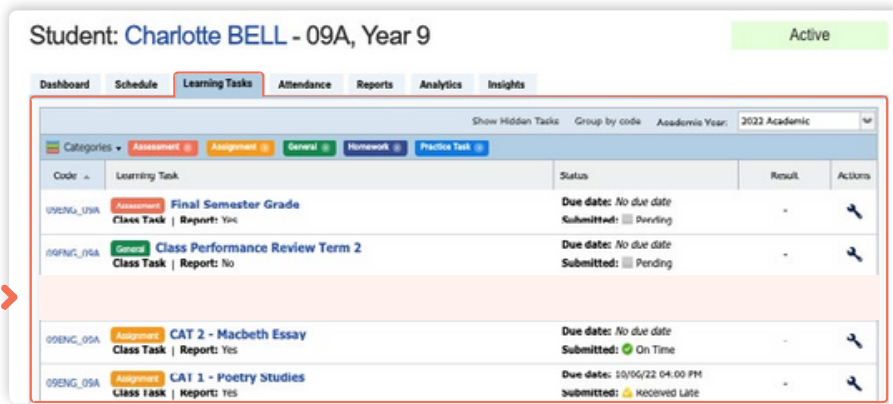 Student: Charlotte BELL - 09A, Year 9
Active
Dashboard Schedule Learning Tasks Attendance Reports Analytics Insights
Show Hidden Tasks Group by code Academic Year: 2022 Academic
Categories Assessment Assignment General Homework Practice Task
Code Learning Task Status Result Actions
09ENG_09A Assessment Final Semester Grade Due date: No due date -
Class Task | Report: Yes Submitted: Pending
09ENG_09A General Class Performance Review Term 2 Due date: No due date -
Class Task | Report: No Submitted: Pending
09ENG_09A Assignment CAT 2 - Macbeth Essay Due date: No due date -
Class Task | Report: Yes Submitted: On Time
09ENG_09A Assignment CAT 1 - Poetry Studies Due date: 10/06/22 04:00 PM -
Class Task | Report: Yes Submitted: Received Late